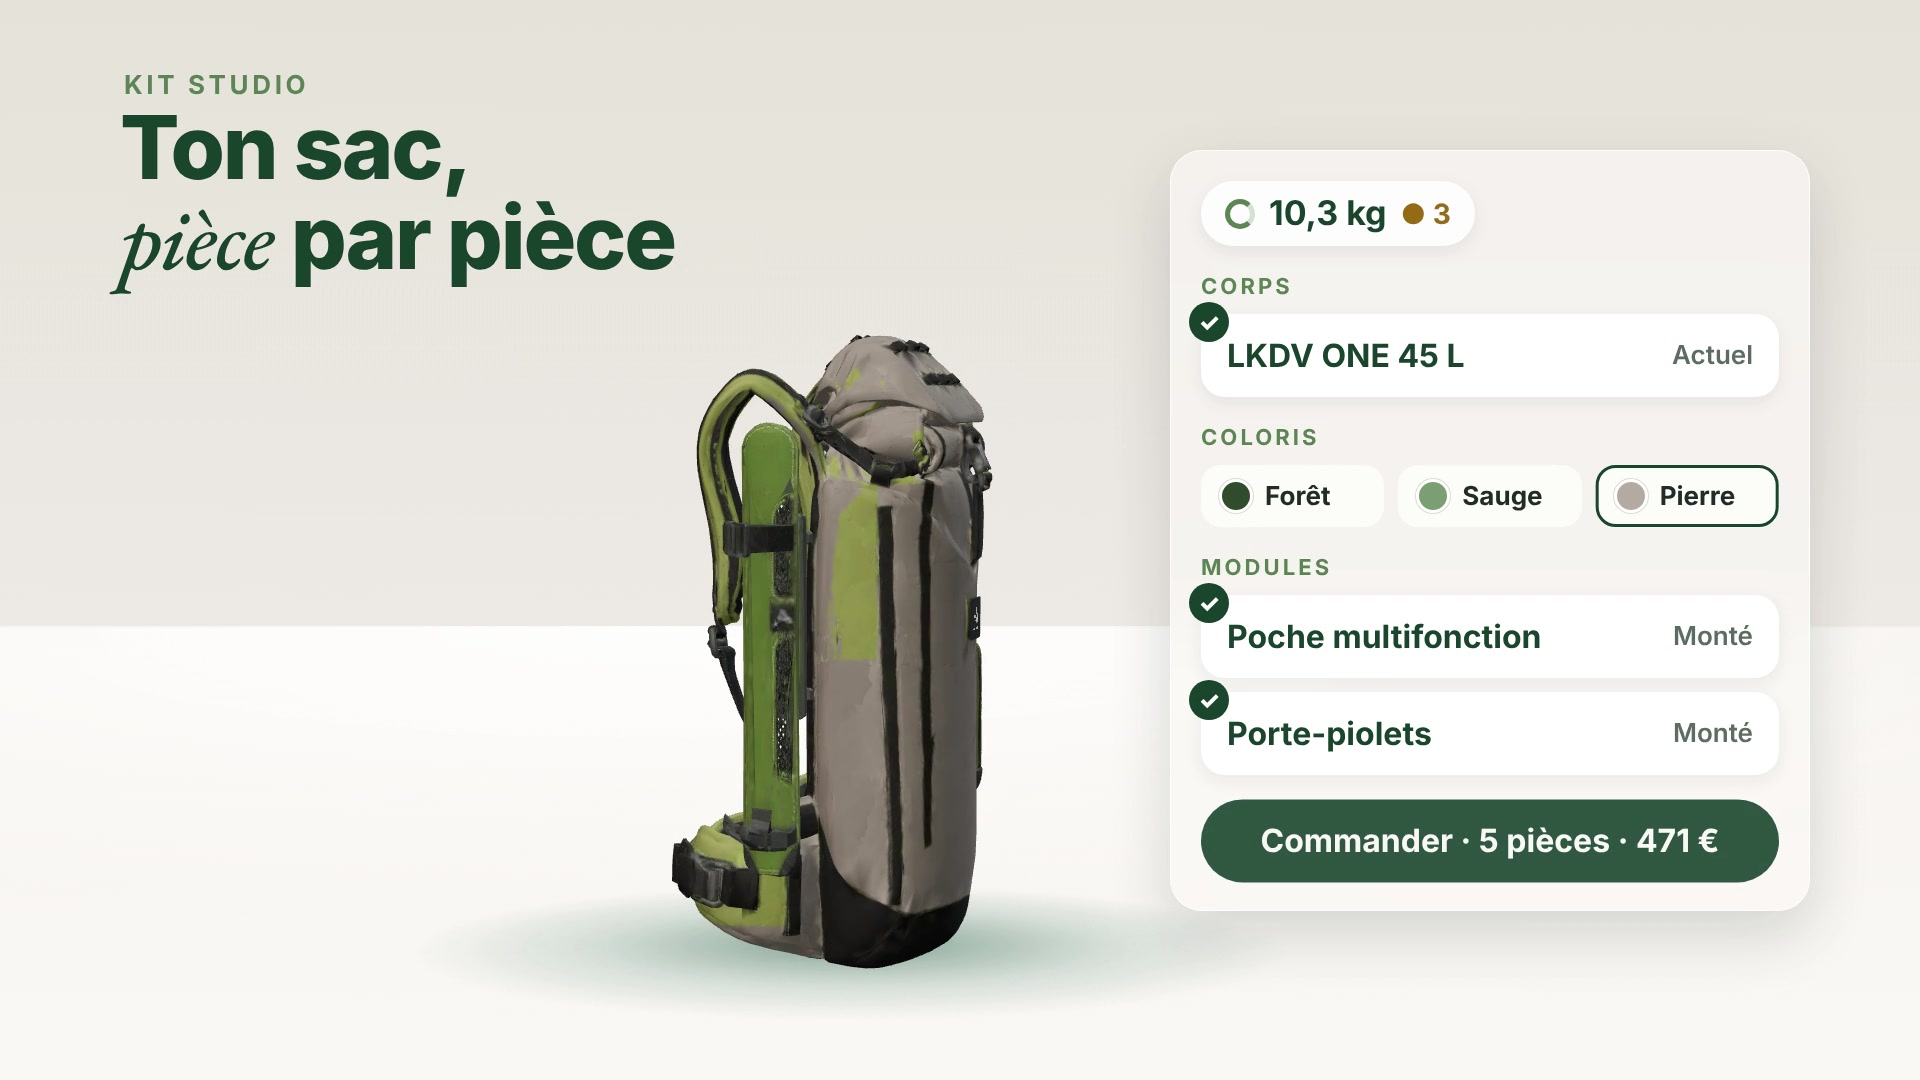 KIT STUDIO
Ton sac,
pièce par pièce
10,3 kg 3
CORPS
LKDV ONE 45 L Actuel
COLORIS
Forêt Sauge Pierre
MODULES
Poche multifonction Monté
Porte-piolets Monté
Commander · 5 pièces · 471 €